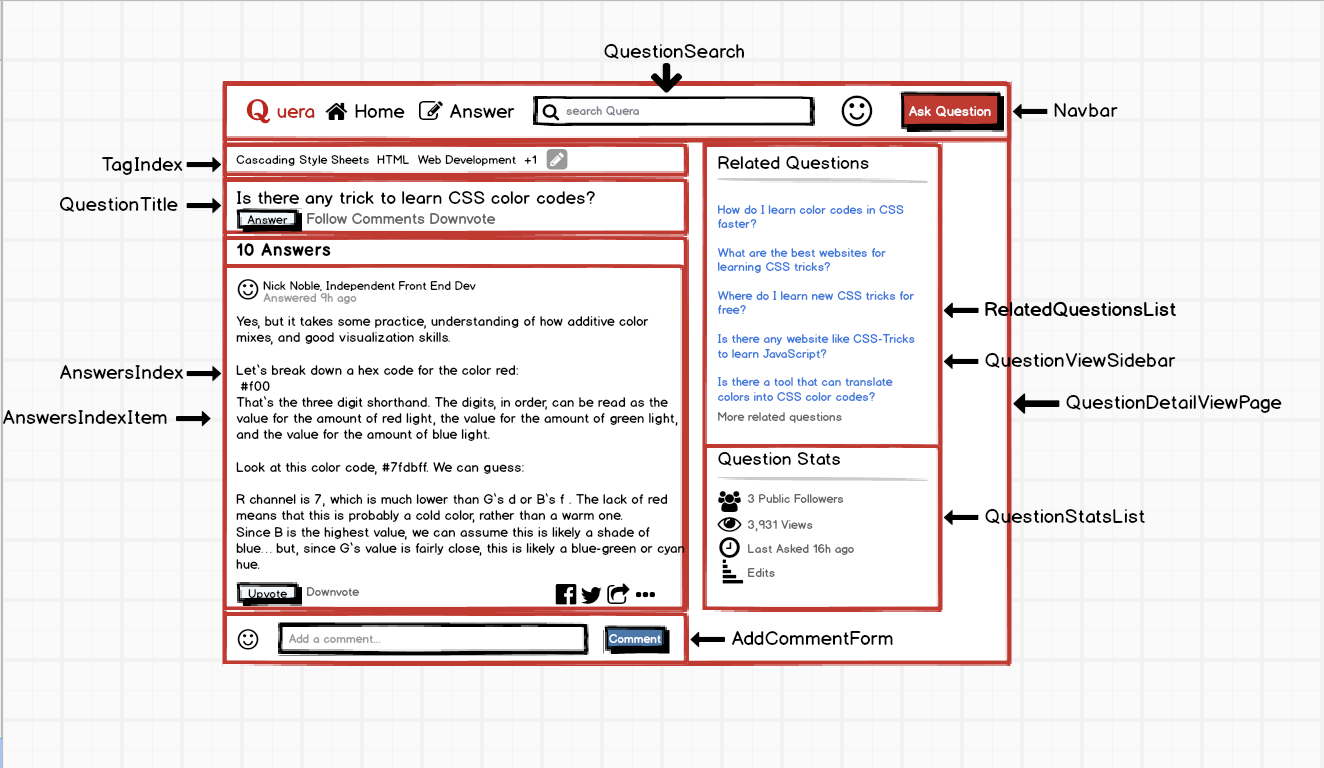 QuestionSearch
Quera Home Answer search Quera Ask Question
Navbar
TagIndex
Cascading Style Sheets HTML Web Development +1
QuestionTitle
Is there any trick to learn CSS color codes?
Answer Follow Comments Downvote
10 Answers
Nick Noble, Independent Front End Dev
Answered 9h ago
Yes, but it takes some practice, understanding of how additive color
mixes, and good visualization skills.
Let`s break down a hex code for the color red:
#f00
That`s the three digit shorthand. The digits, in order, can be read as the
value for the amount of red light, the value for the amount of green light,
and the value for the amount of blue light.
Look at this color code, #7fdbff. We can guess:
R channel is 7, which is much lower than G`s d or B`s f . The lack of red
means that this is probably a cold color, rather than a warm one.
Since B is the highest value, we can assume this is likely a shade of
blue... but, since G`s value is fairly close, this is likely a blue-green or cyan
hue.
Upvote Downvote
AnswersIndex
AnswersIndexItem
Add a comment... Comment
AddCommentForm
Related Questions
How do I learn color codes in CSS
faster?
What are the best websites for
learning CSS tricks?
Where do I learn new CSS tricks for
free?
Is there any website like CSS-Tricks
to learn JavaScript?
Is there a tool that can translate
colors into CSS color codes?
More related questions
Question Stats
3 Public Followers
3,931 Views
Last Asked 16h ago
Edits
RelatedQuestionsList
QuestionViewSidebar
QuestionDetailViewPage
QuestionStatsList